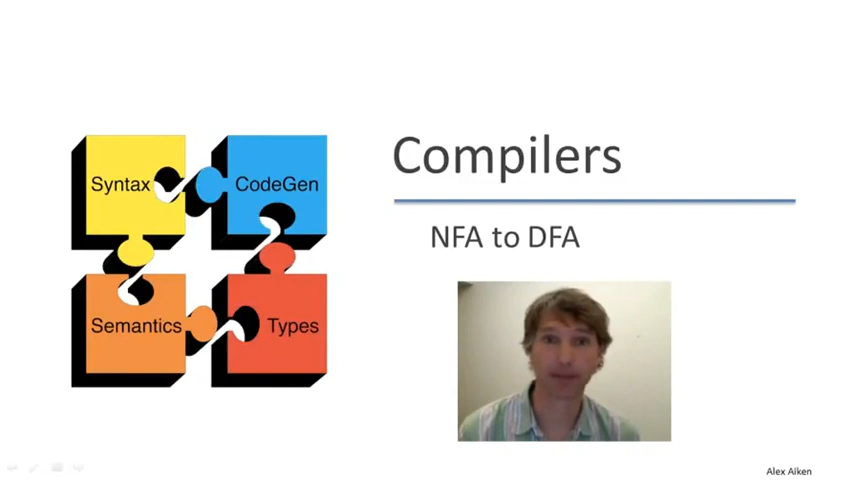 Compilers
Syntax
CodeGen
NFA to DFA
Semantics
Types
Alex Aiken